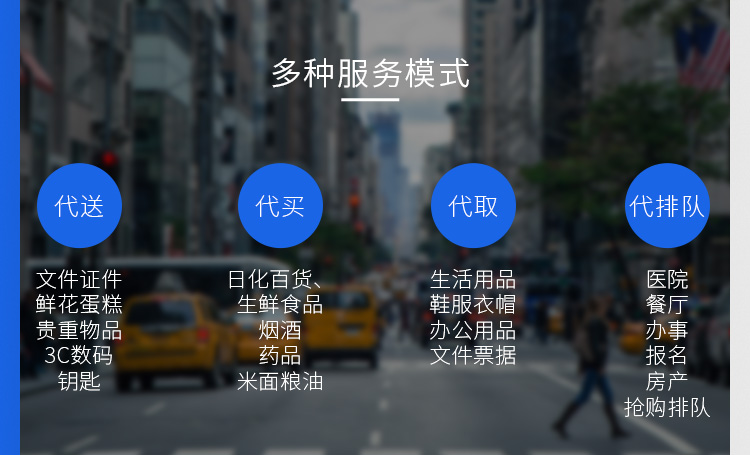 多种服务模式
代送
文件证件
鲜花蛋糕
贵重物品
3C数码
钥匙
代买
日化百货、
生鲜食品
烟酒
药品
米面粮油
代取
生活用品
鞋服衣帽
办公用品
文件票据
代排队
医院
餐厅
办事
报名
房产
抢购排队